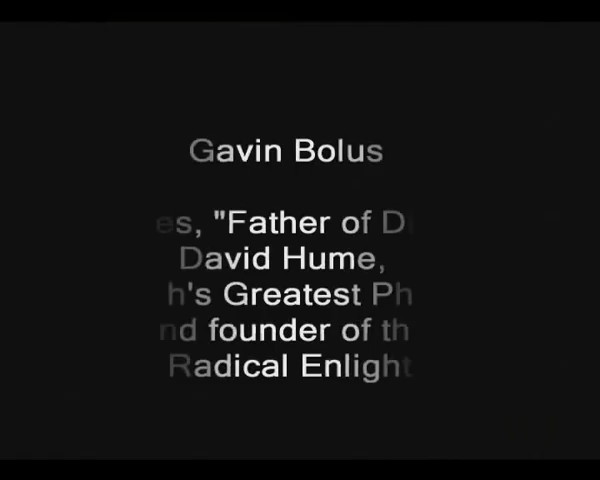 Gavin Bolus
es, "Father of D
David Hume,
h's Greatest Ph
nd founder of th
Radical Enlight